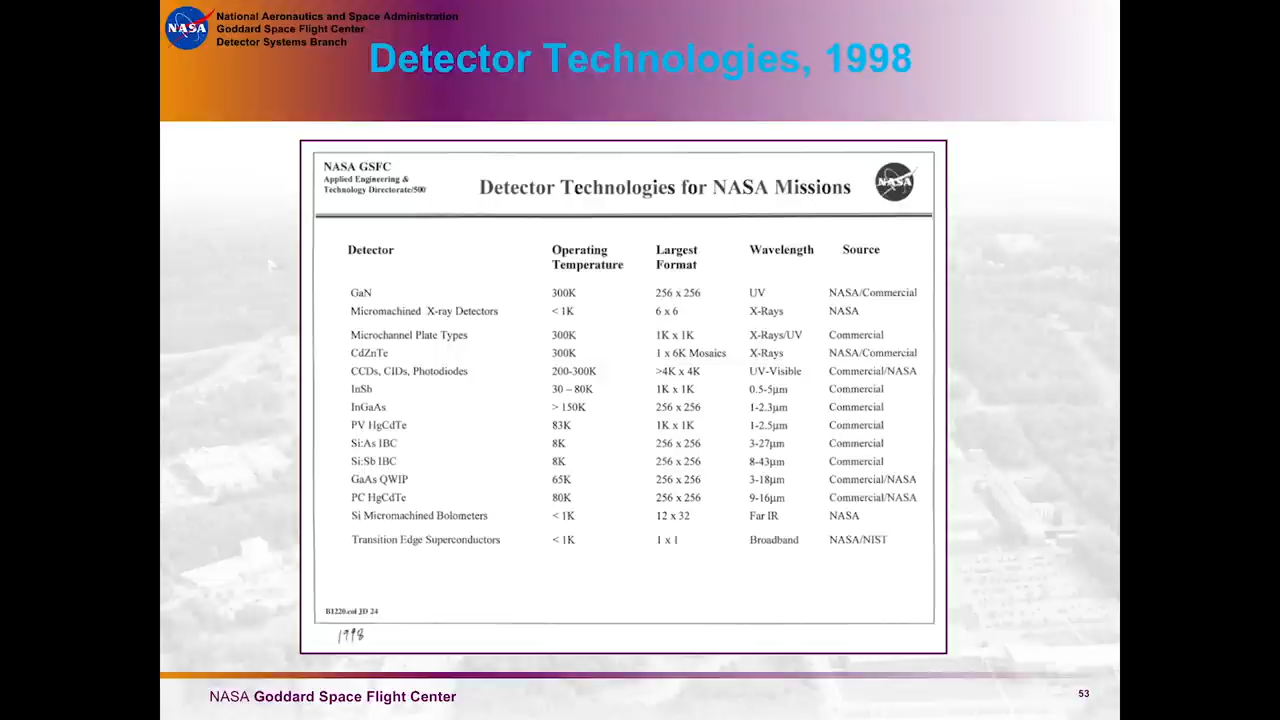 National Aeronautics and Space Administration
Goddard Space Flight Center
Detector Systems Branch
NASA
Detector Technologies, 1998
NASA GSFC
Applied Engineering &
Technology Directorate/500
Detector Technologies for NASA Missions
NASA
Detector Operating Temperature Largest Format Wavelength Source
GaN 300K 256 x 256 UV NASA/Commercial
Micromachined X-ray Detectors < 1K 6 x 6 X-Rays NASA
Microchannel Plate Types 300K 1K x 1K X-Rays/UV Commercial
CdZnTe 300K 1 x 6K Mosaics X-Rays NASA/Commercial
CCDs, CIDs, Photodiodes 200-300K >4K x 4K UV-Visible Commercial/NASA
InSb 30 – 80K 1K x 1K 0.5-5μm Commercial
InGaAs > 150K 256 x 256 1-2.3μm Commercial
PV HgCdTe 83K 1K x 1K 1-2.5μm Commercial
Si:As IBC 8K 256 x 256 3-27μm Commercial
Si:Sb IBC 8K 256 x 256 8-43μm Commercial
GaAs QWIP 65K 256 x 256 3-18μm Commercial/NASA
PC HgCdTe 80K 256 x 256 9-16μm Commercial/NASA
Si Micromachined Bolometers < 1K 12 x 32 Far IR NASA
Transition Edge Superconductors < 1K 1 x 1 Broadband NASA/NIST
JD 24
1998
NASA Goddard Space Flight Center
53